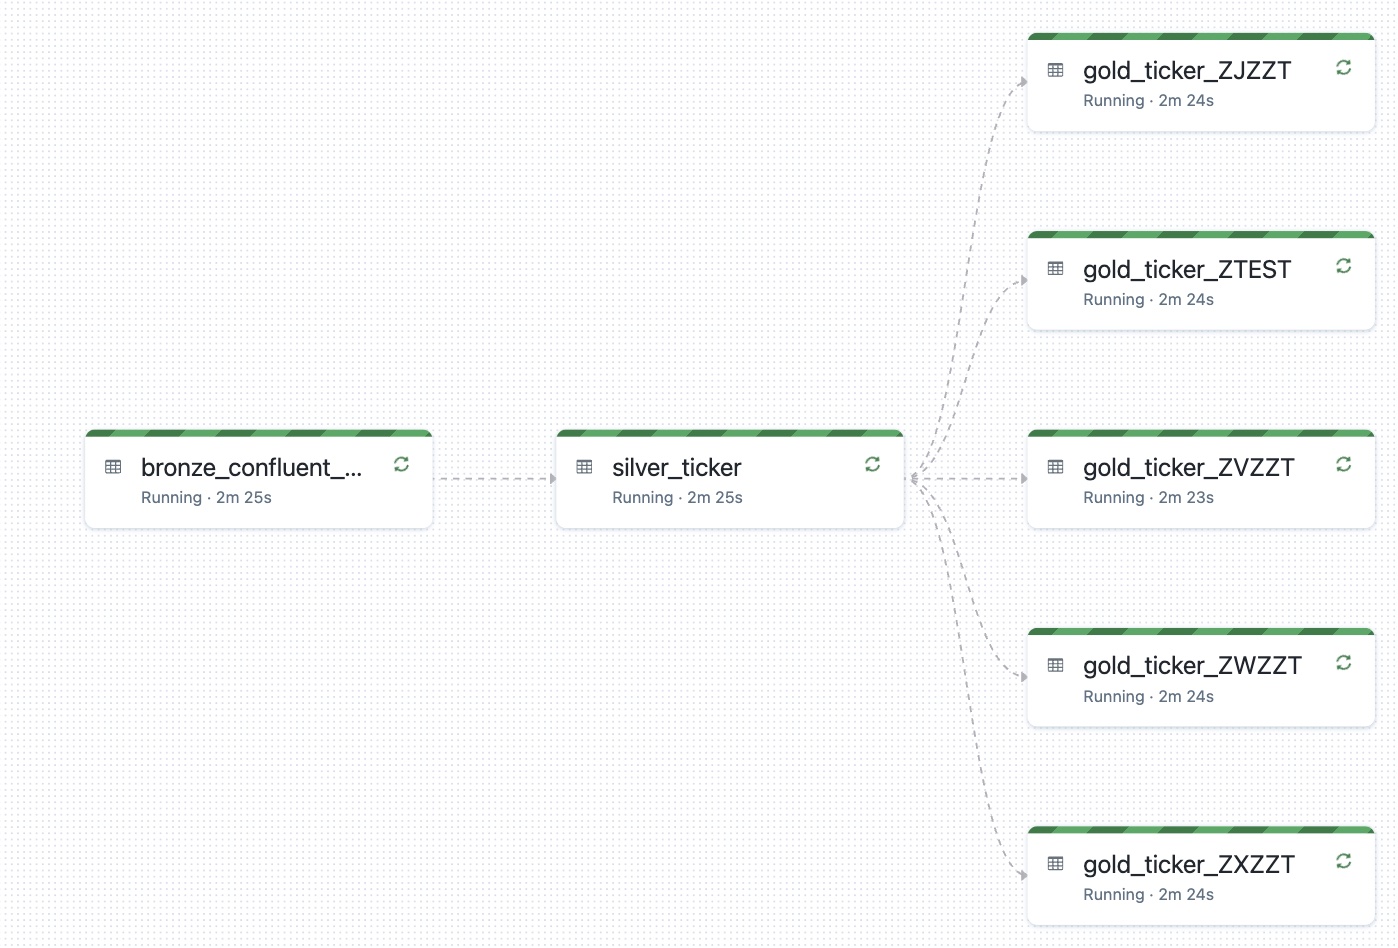 gold_ticker_ZJZZT
Running · 2m 24s
gold_ticker_ZTEST
Running · 2m 24s
bronze_confluent_...
Running · 2m 25s
silver_ticker
Running · 2m 25s
gold_ticker_ZVZZT
Running · 2m 23s
gold_ticker_ZWZZT
Running · 2m 24s
gold_ticker_ZXZZT
Running · 2m 24s